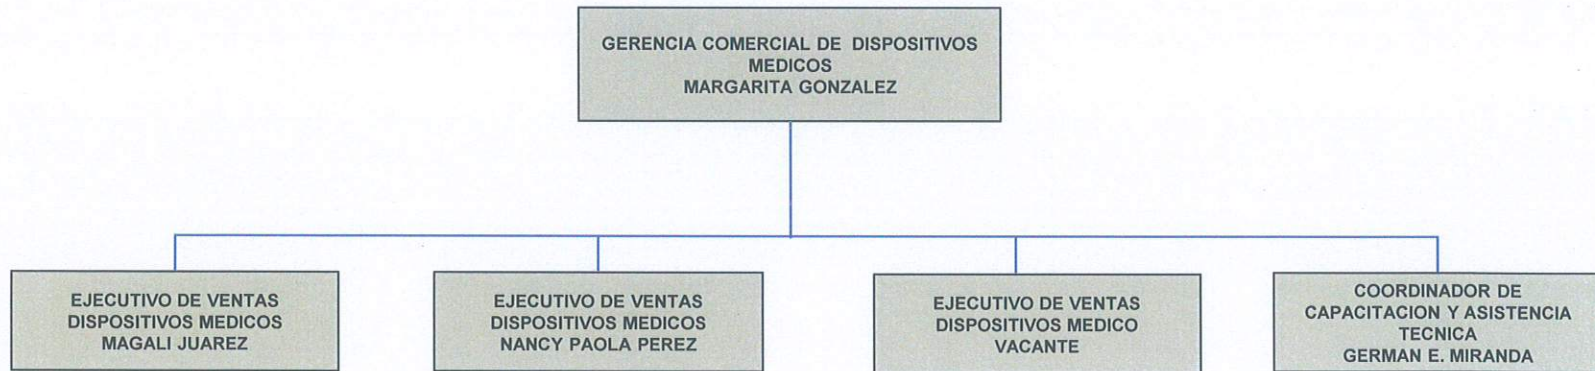 GERENCIA COMERCIAL DE DISPOSITIVOS
MEDICOS
MARGARITA GONZALEZ
EJECUTIVO DE VENTAS
DISPOSITIVOS MEDICOS
MAGALI JUAREZ
EJECUTIVO DE VENTAS
DISPOSITIVOS MEDICOS
NANCY PAOLA PEREZ
EJECUTIVO DE VENTAS
DISPOSITIVOS MEDICO
VACANTE
COORDINADOR DE
CAPACITACION Y ASISTENCIA
TECNICA
GERMAN E. MIRANDA